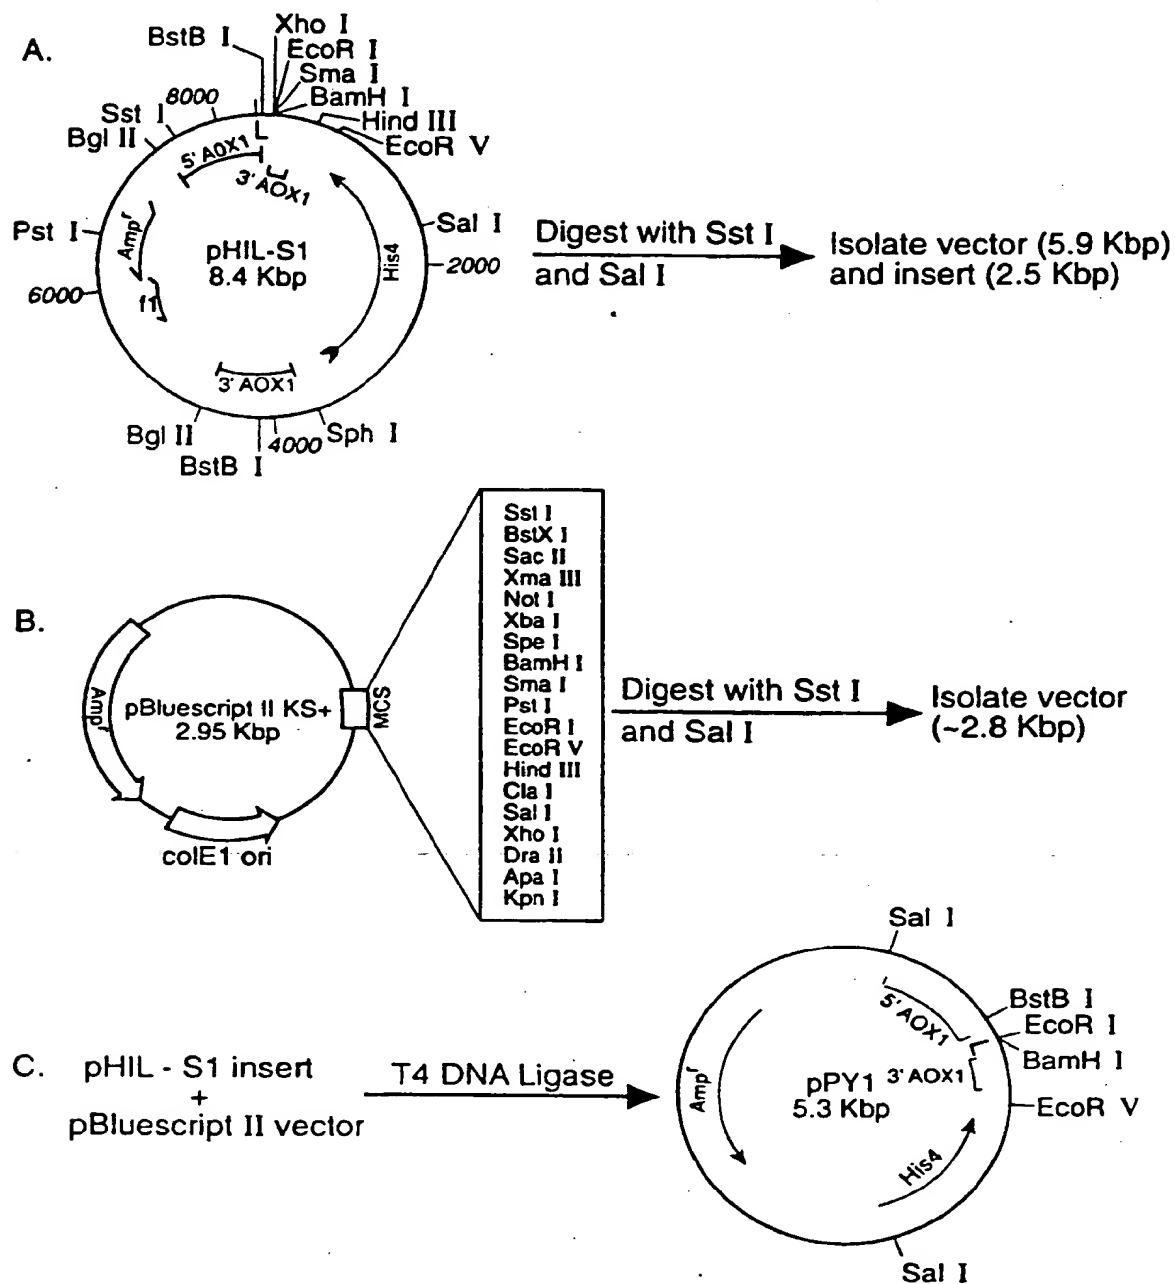 A.
BstB I
Xho I
EcoR I
Sma I
BamH I
Hind III
EcoR V
8000
Sst I
Bgl II
5' AOX1
L
3' AOX1
Pst I
Amp^r
pHIL-S1
8.4 Kbp
His4
Sal I
2000
6000
f1
3' AOX1
Bgl II
BstB I
4000
Sph I
Digest with Sst I
and Sal I
Isolate vector (5.9 Kbp)
and insert (2.5 Kbp)
B.
Amp^r
pBluescript II KS+
2.95 Kbp
MCS
colE1 ori
Sst I
BstX I
Sac II
Xma III
Not I
Xba I
Spe I
BamH I
Sma I
Pst I
EcoR I
EcoR V
Hind III
Cla I
Sal I
Xho I
Dra II
Apa I
Kpn I
Digest with Sst I
and Sal I
Isolate vector
(~2.8 Kbp)
C.
pHIL - S1 insert
+
pBluescript II vector
T4 DNA Ligase
Sal I
5' AOX1
BstB I
EcoR I
L
BamH I
3' AOX1
Amp^r
pPY1
5.3 Kbp
EcoR V
His4
Sal I